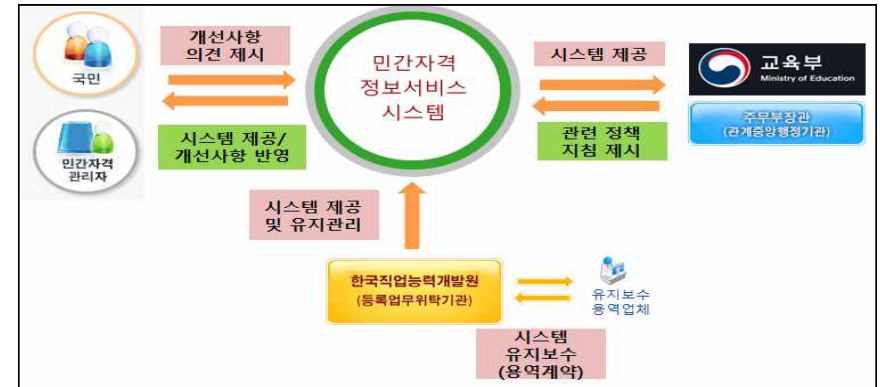 국민
민간자격
관리자
개선사항
의견 제시
시스템 제공/
개선사항 반영
민간자격
정보서비스
시스템
시스템 제공
관련 정책
지침 제시
교육부
Ministry of Education
주무부장관
(관계중앙행정기관)
시스템 제공
및 유지관리
한국직업능력개발원
(등록업무위탁기관)
유지보수
용역업체
시스템
유지보수
(용역계약)